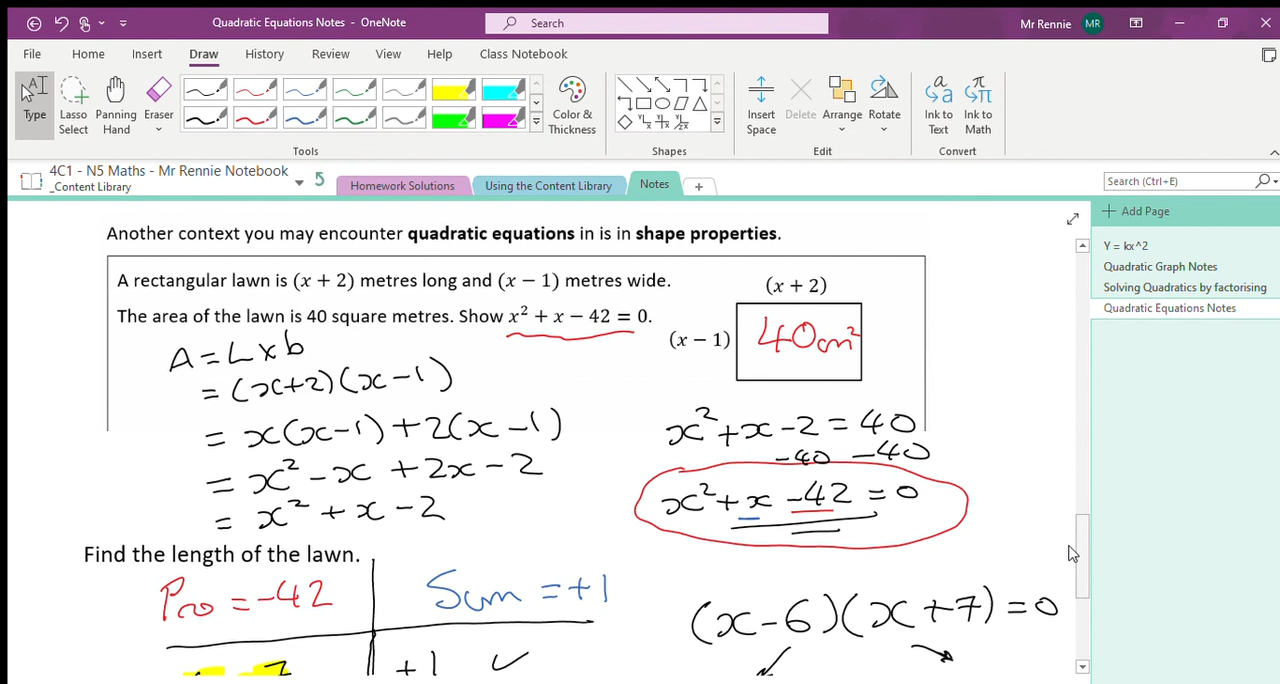 Quadratic Equations Notes - OneNote
Search
Mr Rennie
MR
File Home Insert Draw History Review View Help Class Notebook
Type
Lasso Select
Panning Hand
Eraser
Color & Thickness
Insert Space
Delete
Arrange
Rotate
Ink to Text
Ink to Math
Tools
Shapes
Edit
Convert
4C1 - N5 Maths - Mr Rennie Notebook
_Content Library
Homework Solutions
Using the Content Library
Notes
+
Search (Ctrl+E)
Add Page
Y = kx^2
Quadratic Graph Notes
Solving Quadratics by factorising
Quadratic Equations Notes
Another context you may encounter quadratic equations in is in shape properties.
A rectangular lawn is (x + 2) metres long and (x − 1) metres wide.
The area of the lawn is 40 square metres. Show x² + x − 42 = 0.
(x + 2)
(x − 1)
40cm²
A = L x b
= (x+2)(x-1)
= x(x-1)+2(x-1)
= x² - x + 2x - 2
= x² + x - 2
x² + x - 2 = 40
-40 -40
x² + x - 42 = 0
Find the length of the lawn.
Pro = -42
Sum = +1
+1 ✓
(x-6)(x+7)=0